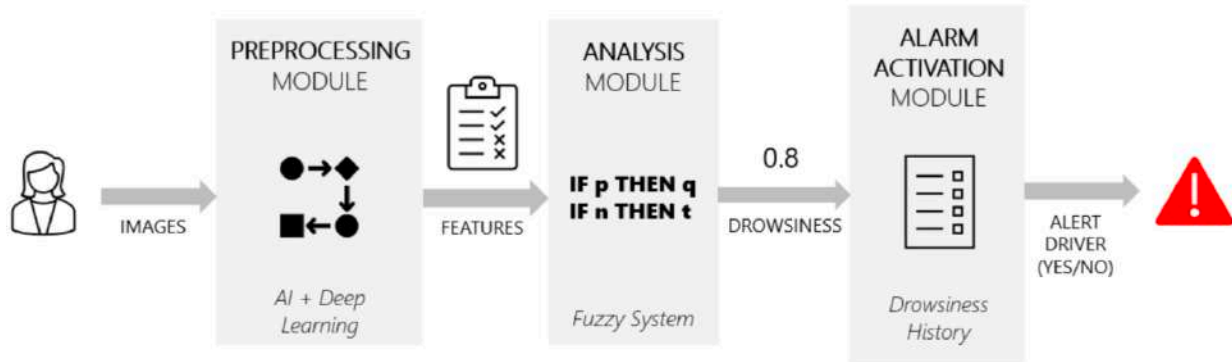 PREPROCESSING
MODULE
ANALYSIS
MODULE
ALARM
ACTIVATION
MODULE
IMAGES
FEATURES
IF p THEN q
IF n THEN t
0.8
DROWSINESS
ALERT
DRIVER
(YES/NO)
AI + Deep
Learning
Fuzzy System
Drowsiness
History